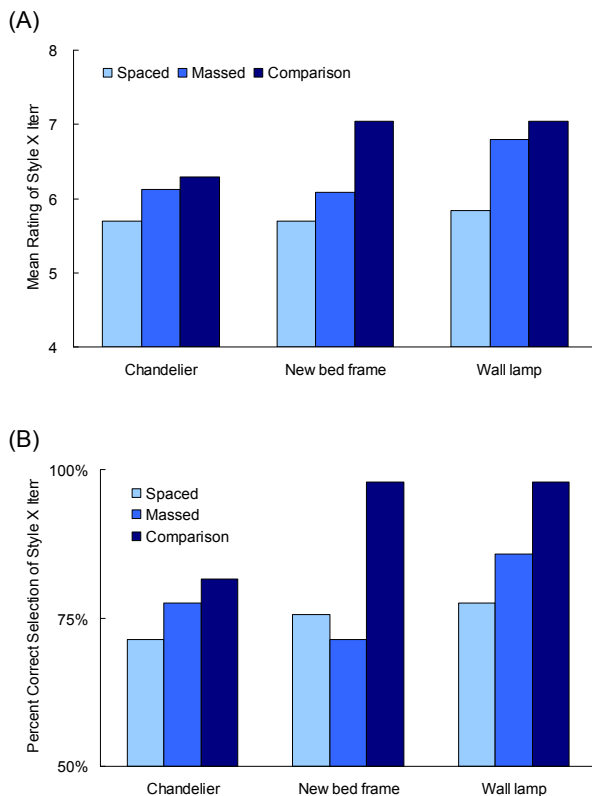 (A)
8
7
6
5
4
Mean Rating of Style X Item
Spaced Massed Comparison
Chandelier New bed frame Wall lamp
(B)
100%
75%
50%
Percent Correct Selection of Style X Item
Spaced
Massed
Comparison
Chandelier New bed frame Wall lamp